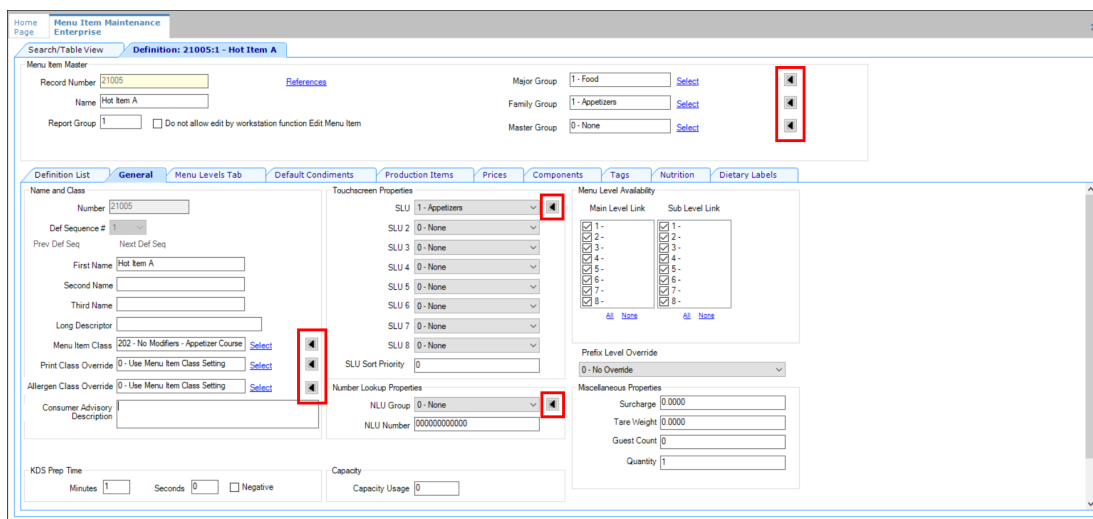 Home Page
Menu Item Maintenance Enterprise
Search/Table View Definition: 21005:1 - Hot Item A
Menu Item Master
Record Number 21005 References
Name Hot Item A
Report Group 1 Do not allow edit by workstation function Edit Menu Item
Major Group 1 - Food Select
Family Group 1 - Appetizers Select
Master Group 0 - None Select
Definition List General Menu Levels Tab Default Condiments Production Items Prices Components Tags Nutrition Dietary Labels
Name and Class
Number 21005
Def Sequence # 1
Prev Def Seq Next Def Seq
First Name Hot Item A
Second Name
Third Name
Long Descriptor
Menu Item Class 202 - No Modifiers - Appetizer Course Select
Print Class Override 0 - Use Menu Item Class Setting Select
Allergen Class Override 0 - Use Menu Item Class Setting Select
Consumer Advisory
Description
KDS Prep Time
Minutes 1 Seconds 0 Negative
Touchscreen Properties
SLU 1 - Appetizers
SLU 2 0 - None
SLU 3 0 - None
SLU 4 0 - None
SLU 5 0 - None
SLU 6 0 - None
SLU 7 0 - None
SLU 8 0 - None
SLU Sort Priority 0
Number Lookup Properties
NLU Group 0 - None
NLU Number 000000000000
Capacity
Capacity Usage 0
Menu Level Availability
Main Level Link Sub Level Link
1 - 1 -
2 - 2 -
3 - 3 -
4 - 4 -
5 - 5 -
6 - 6 -
7 - 7 -
8 - 8 -
All None All None
Prefix Level Override
0 - No Override
Miscellaneous Properties
Surcharge 0.0000
Tare Weight 0.0000
Guest Count 0
Quantity 1